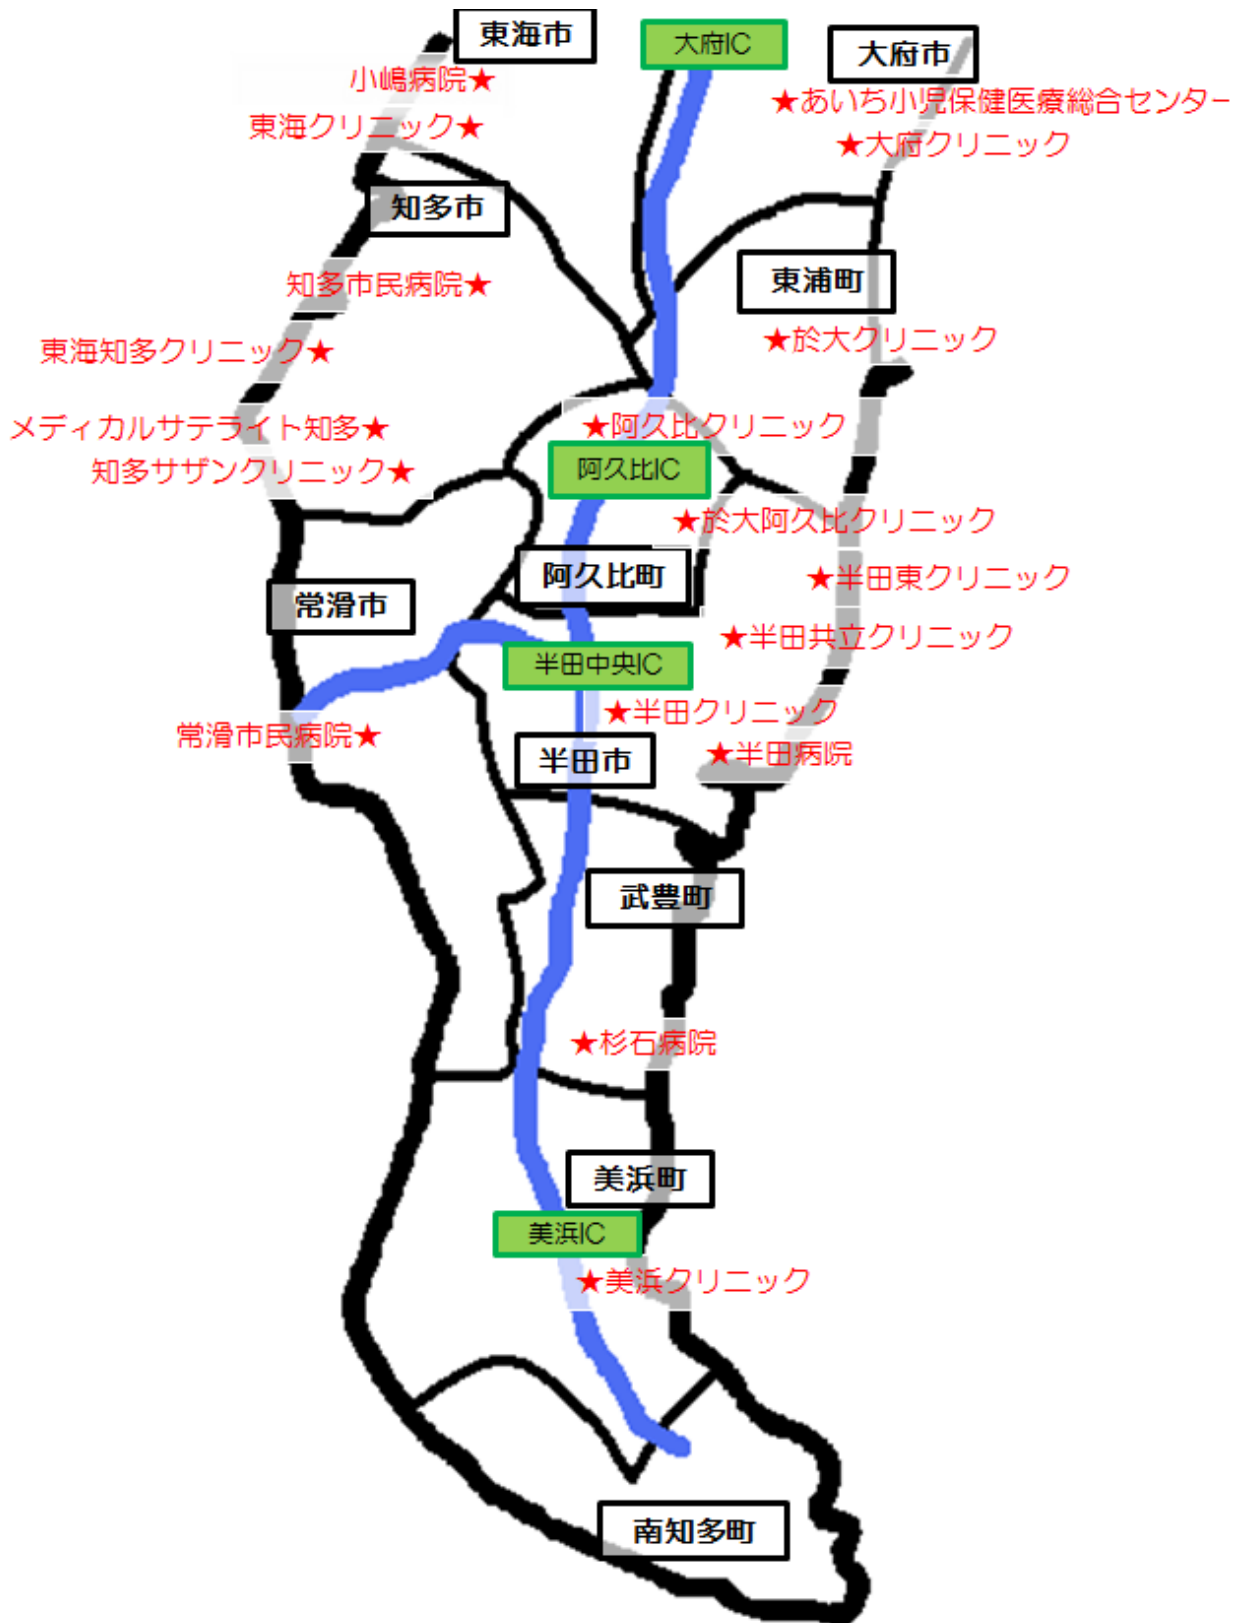 東海市
大府IC
大府市
小嶋病院★
★あいち小児保健医療総合センター
東海クリニック★
★大府クリニック
知多市
東浦町
知多市民病院★
★於大クリニック
東海知多クリニック★
メディカルサテライト知多★
★阿久比クリニック
知多サザンクリニック★
阿久比IC
★於大阿久比クリニック
阿久比町
★半田東クリニック
常滑市
★半田共立クリニック
半田中央IC
★半田クリニック
常滑市民病院★
半田市
★半田病院
武豊町
★杉石病院
美浜町
美浜IC
★美浜クリニック
南知多町